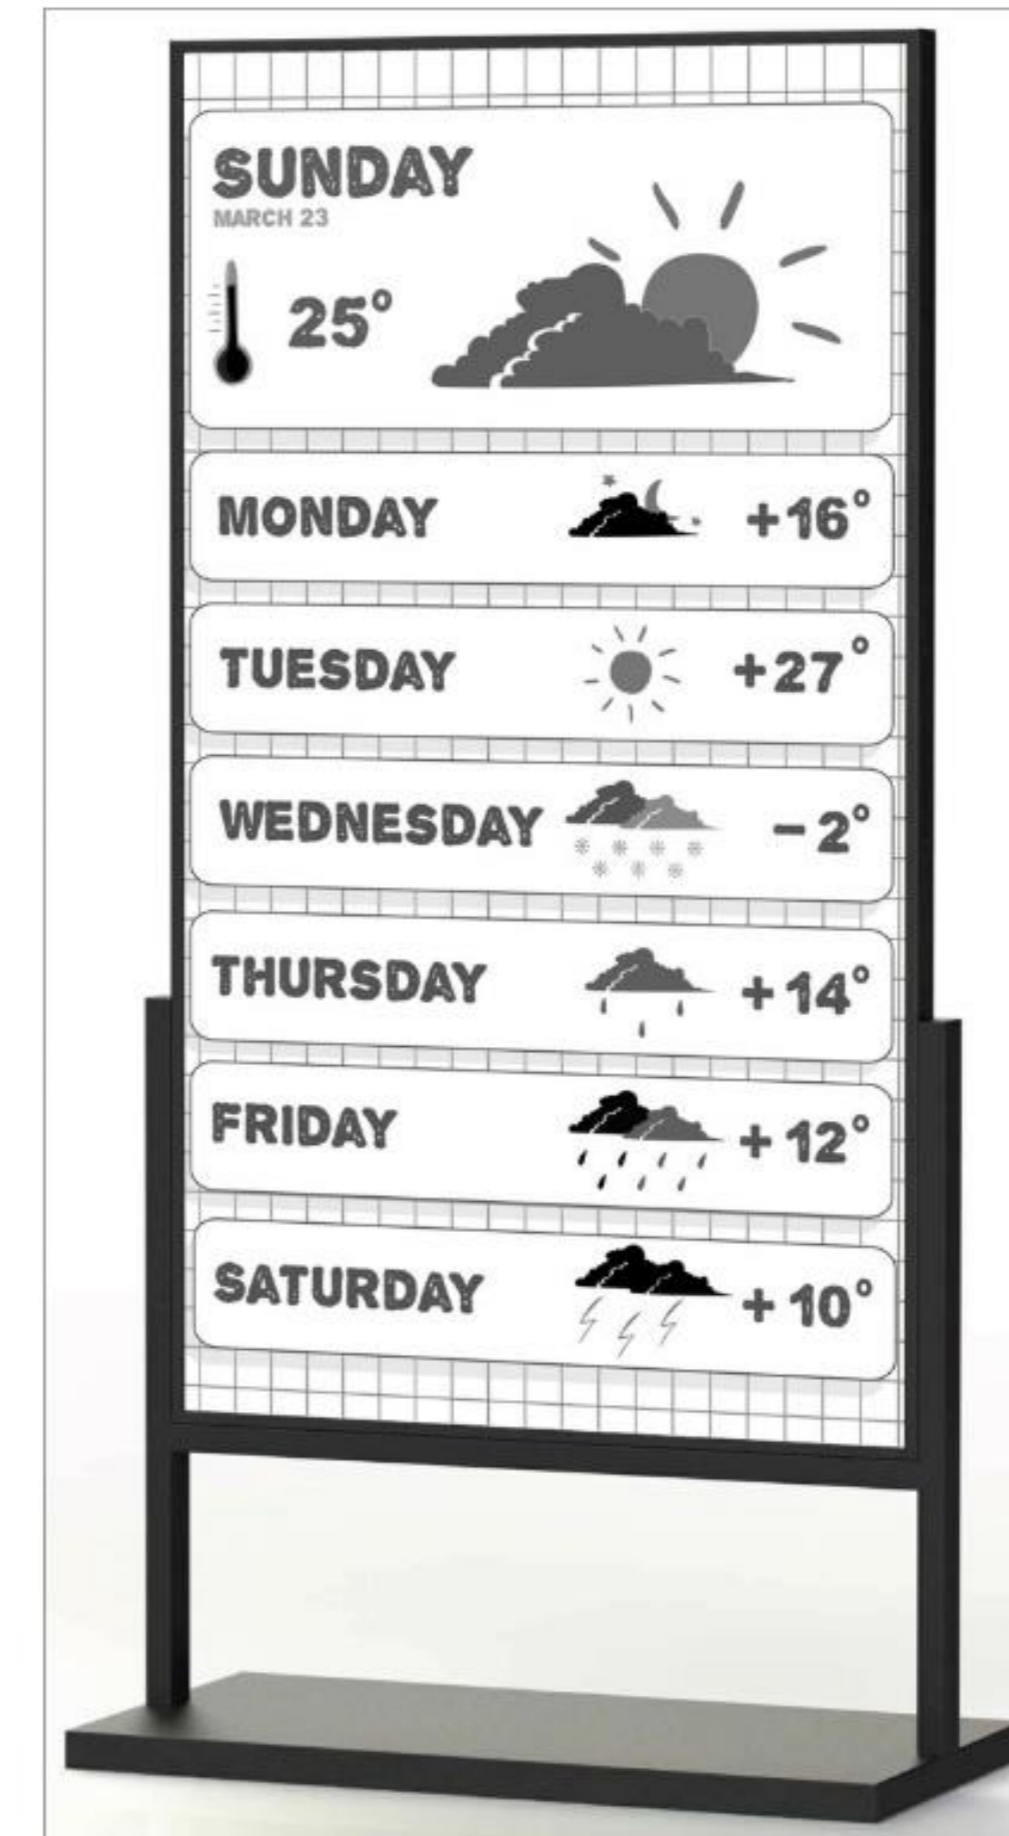 SUNDAY
MARCH 23
25°
MONDAY +16°
TUESDAY +27°
WEDNESDAY - 2°
THURSDAY + 14°
FRIDAY + 12°
SATURDAY + 10°